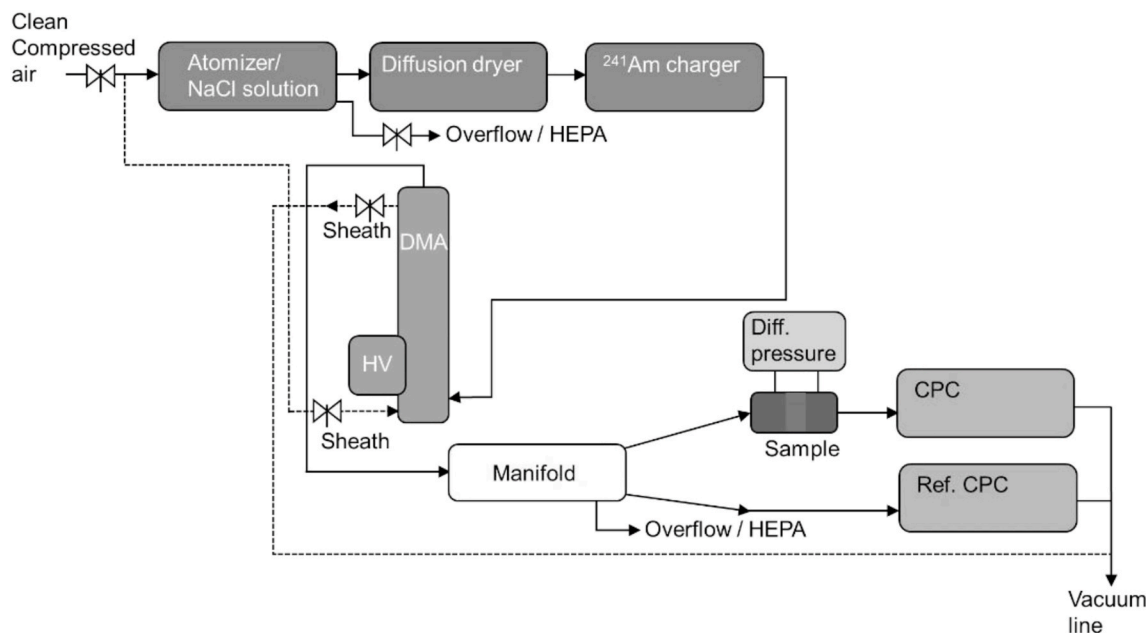 Clean
Compressed
air
Atomizer/
NaCl solution
Diffusion dryer
²⁴¹Am charger
Overflow / HEPA
Sheath
DMA
HV
Sheath
Diff.
pressure
CPC
Sample
Manifold
Ref. CPC
Overflow / HEPA
Vacuum
line